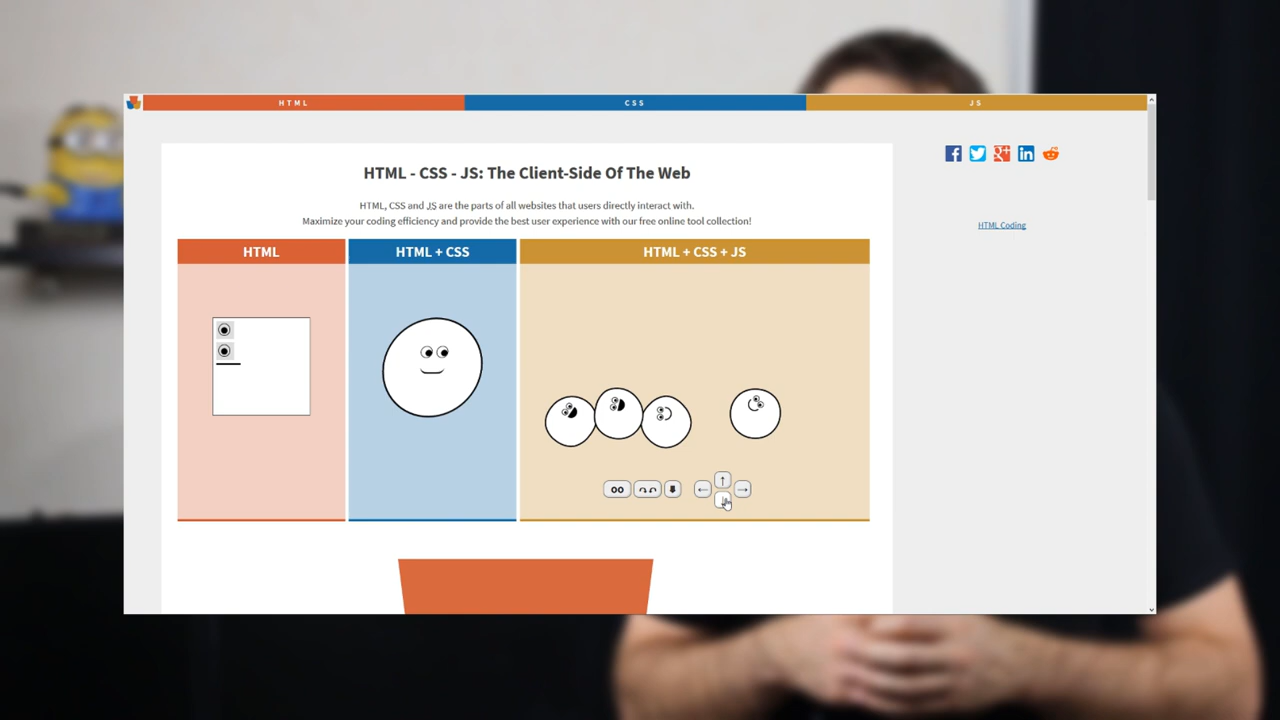 HTML CSS JS
HTML - CSS - JS: The Client-Side Of The Web
HTML, CSS and JS are the parts of all websites that users directly interact with.
Maximize your coding efficiency and provide the best user experience with our free online tool collection!
HTML Coding
HTML HTML + CSS HTML + CSS + JS